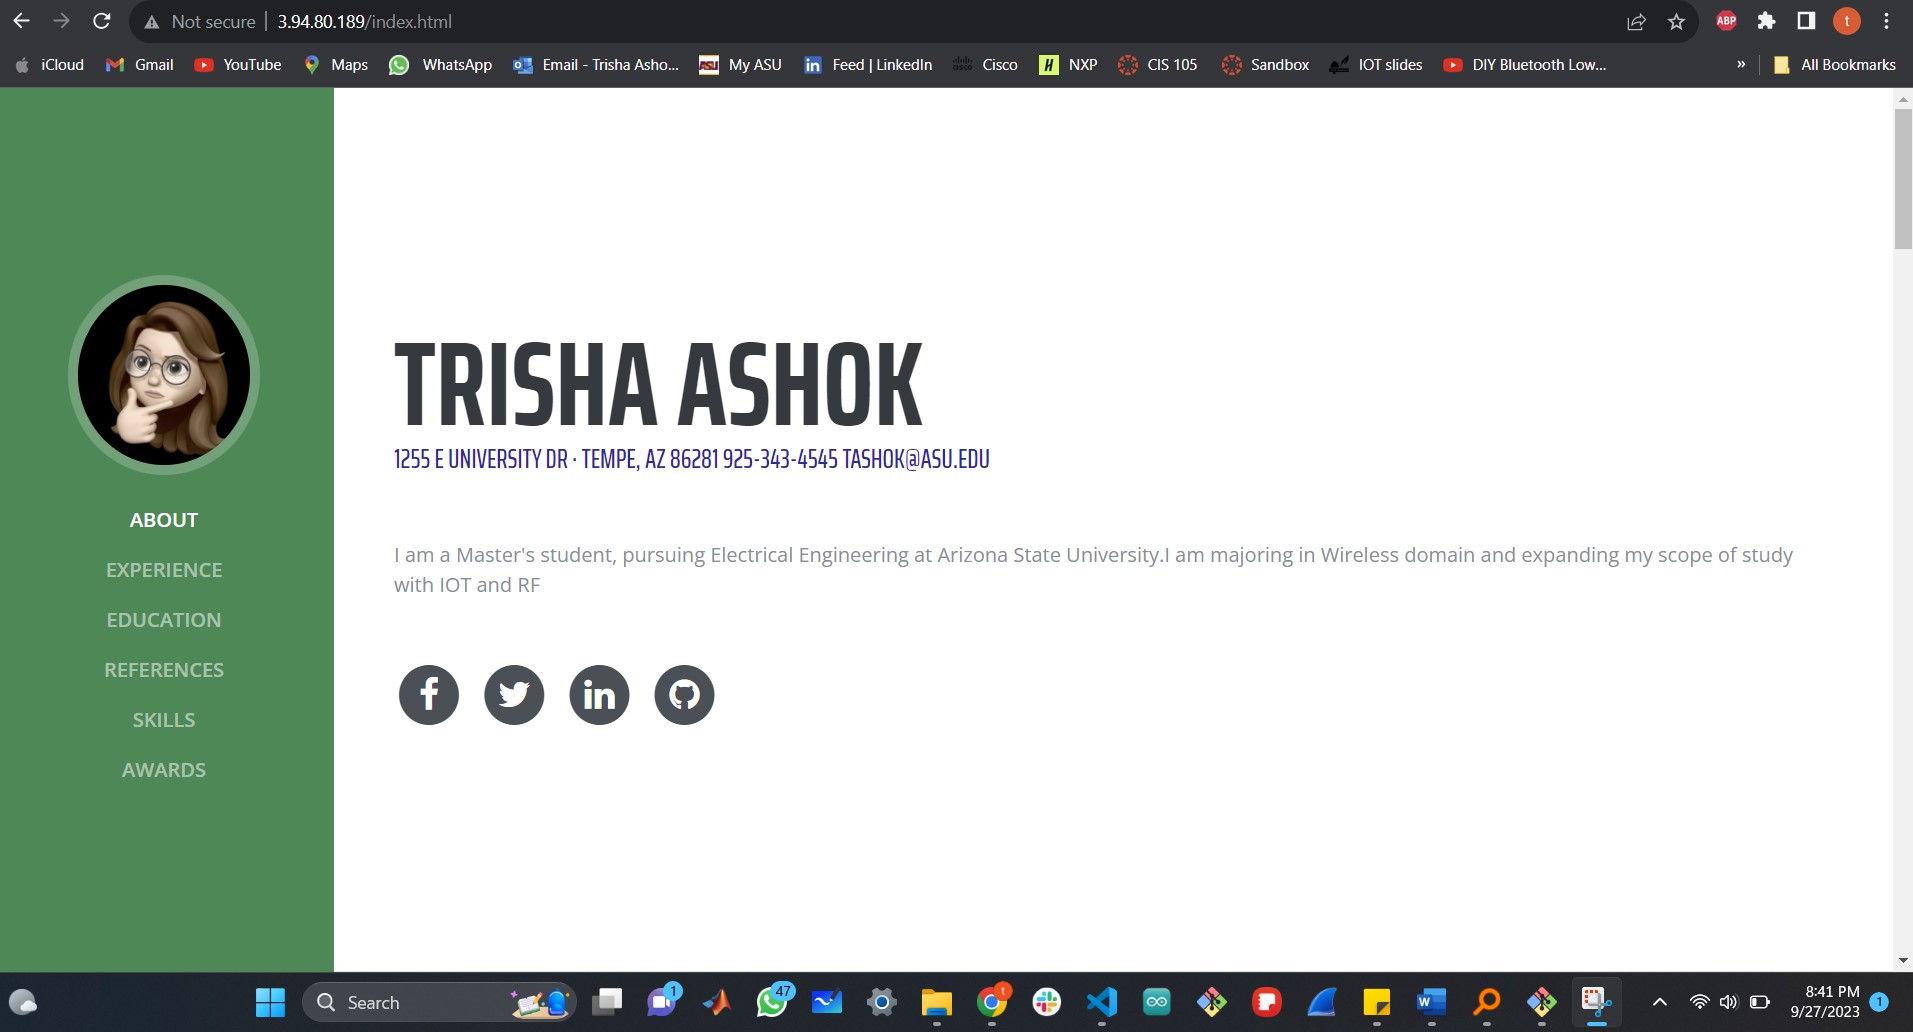 Not secure | 3.94.80.189/index.html
ABP
t
iCloud Gmail YouTube Maps WhatsApp Email - Trisha Asho... My ASU Feed | LinkedIn Cisco NXP CIS 105 Sandbox IOT slides DIY Bluetooth Low... » All Bookmarks
TRISHA ASHOK
1255 E UNIVERSITY DR · TEMPE, AZ 86281 925-343-4545 TASHOK@ASU.EDU
ABOUT
EXPERIENCE
EDUCATION
REFERENCES
SKILLS
AWARDS
I am a Master's student, pursuing Electrical Engineering at Arizona State University.I am majoring in Wireless domain and expanding my scope of study
with IOT and RF
Search
1
47
t
8:41 PM
9/27/2023
1